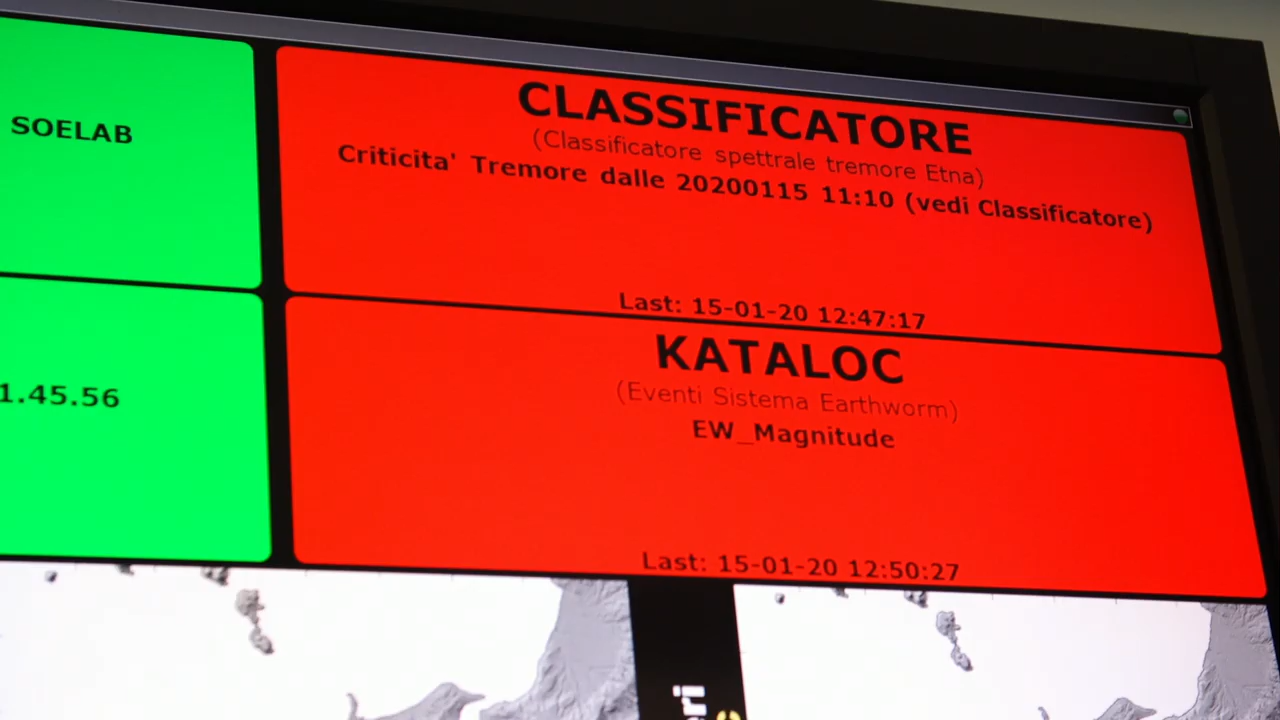 SOELAB
CLASSIFICATORE
(Classificatore spettrale tremore Etna)
Criticita' Tremore dalle 20200115 11:10 (vedi Classificatore)
Last: 15-01-20 12:47:17
1.45.56
KATALOC
(Eventi Sistema Earthworm)
EW_Magnitude
Last: 15-01-20 12:50:27